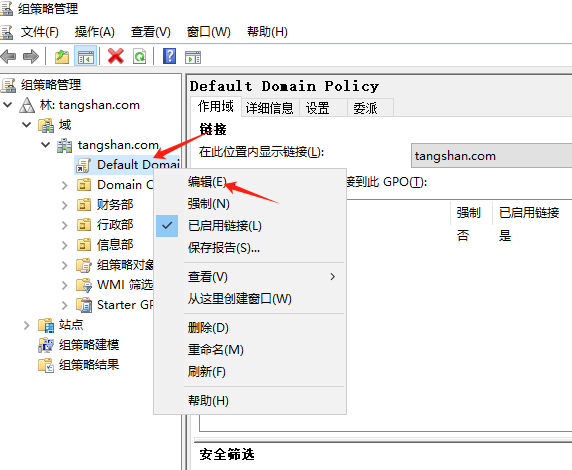 组策略管理
文件(F) 操作(A) 查看(V) 窗口(W) 帮助(H)
组策略管理
林: tangshan.com
域
tangshan.com
Default Domai
Domain C
财务部
行政部
信息部
组策略对象
WMI 筛选
Starter GP
站点
组策略建模
组策略结果
编辑(E)...
强制(N)
已启用链接(L)
保存报告(S)...
查看(V)
从这里创建窗口(W)
删除(D)
重命名(M)
刷新(F)
帮助(H)
Default Domain Policy
作用域 详细信息 设置 委派
链接
在此位置内显示链接(L): tangshan.com
接到此 GPO(T):
强制 已启用链接
否 是
安全筛选